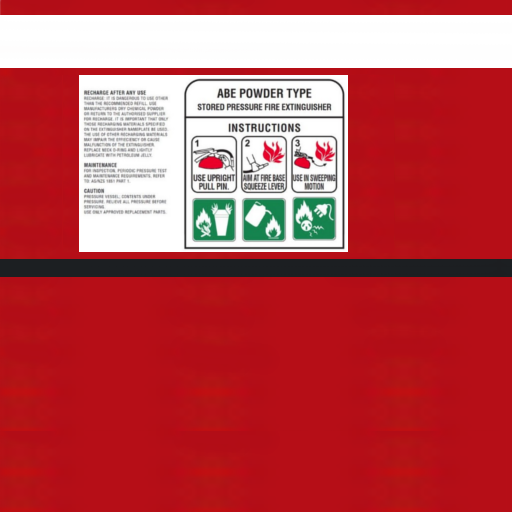 RECHARGE AFTER ANY USE
RECHARGE. IT IS DANGEROUS TO USE OTHER
THAN THE RECOMMENDED REFILL. USE
MANUFACTURERS DRY CHEMICAL POWDER
OR RETURN TO THE AUTHORISED SUPPLIER
FOR RECHARGE. IT IS IMPORTANT THAT ONLY
THOSE RECHARGING MATERIALS SPECIFIED
ON THE EXTINGUISHER NAMEPLATE BE USED.
THE USE OF OTHER RECHARGING MATERIALS
MAY IMPAIR THE EFFICIENCY OR CAUSE
MALFUNCTION OF THE EXTINGUISHER.
REPLACE NECK O-RING AND LIGHTLY
LUBRICATE WITH PETROLEUM JELLY.
MAINTENANCE
FOR INSPECTION, PERIODIC PRESSURE TEST
AND MAINTENANCE REQUIREMENTS, REFER
TO: AS/NZS 1851 PART 1.
CAUTION
PRESSURE VESSEL: CONTENTS UNDER
PRESSURE. RELIEVE ALL PRESSURE BEFORE
SERVICING.
USE ONLY APPROVED REPLACEMENT PARTS.
ABE POWDER TYPE
STORED PRESSURE FIRE EXTINGUISHER
INSTRUCTIONS
1
USE UPRIGHT
PULL PIN.
2
AIM AT FIRE BASE
SQUEEZE LEVER
3
USE IN SWEEPING
MOTION